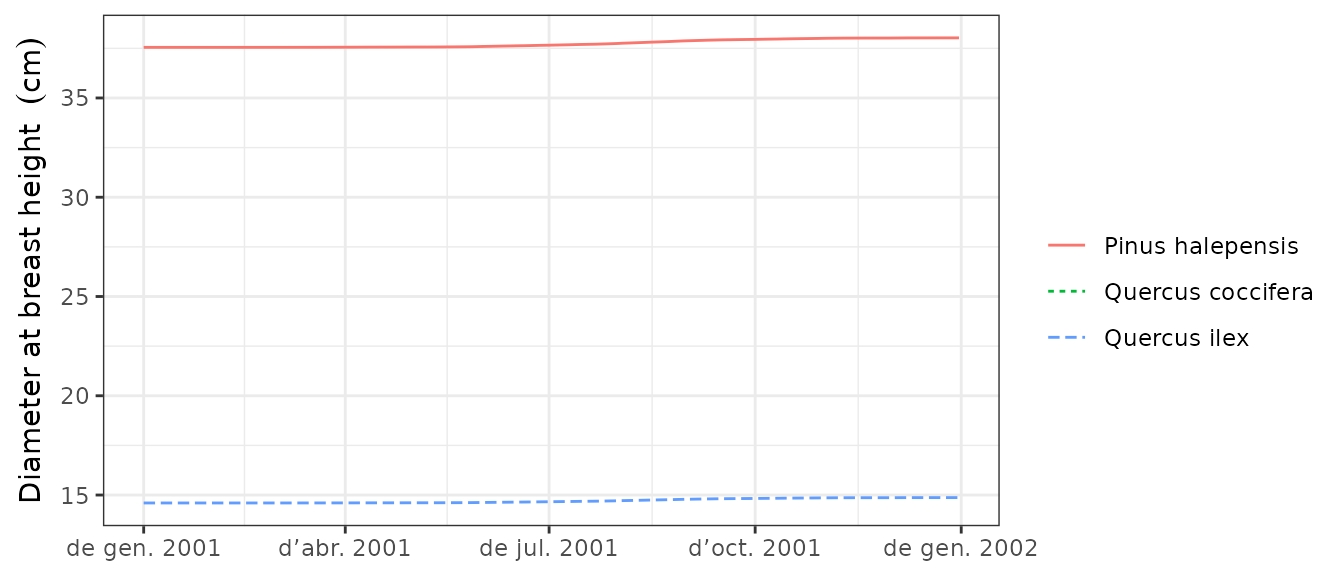 Diameter at breast height (cm)
35
30
25
20
15
de gen. 2001
d’abr. 2001
de jul. 2001
d’oct. 2001
de gen. 2002
Pinus halepensis
Quercus coccifera
Quercus ilex